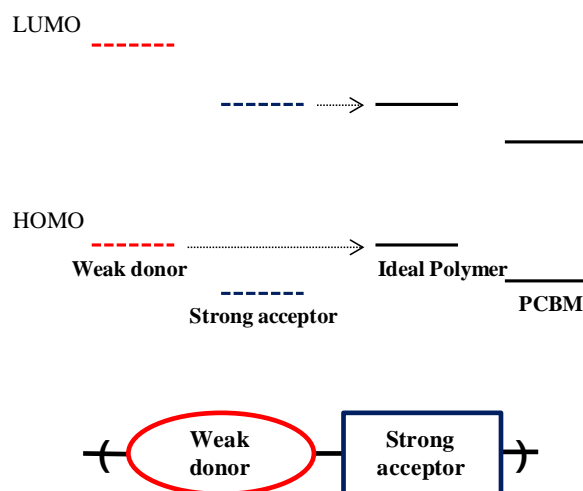 LUMO
HOMO
Weak donor
Ideal Polymer
Strong acceptor
PCBM
( Weak donor Strong acceptor )